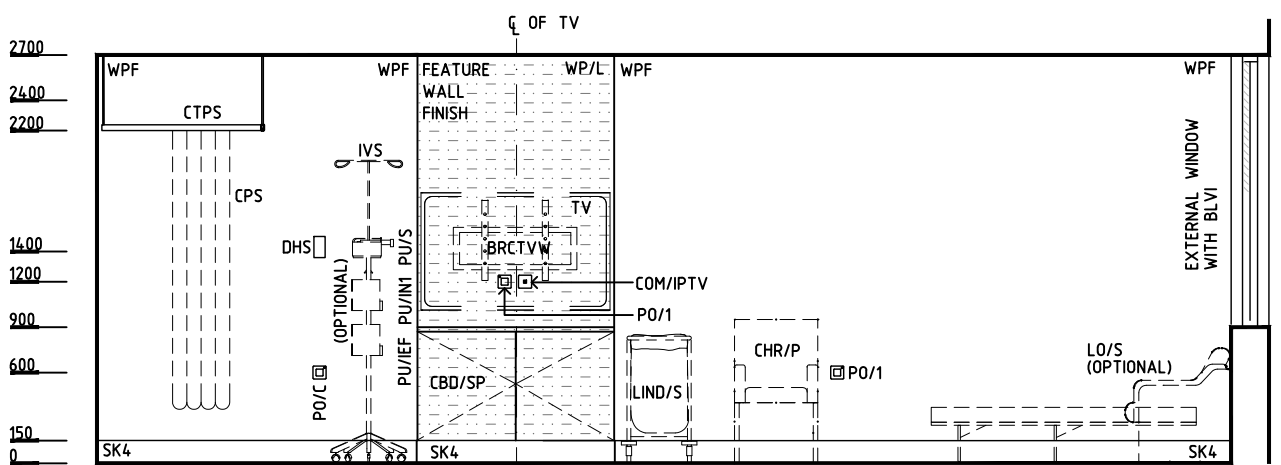 ℄ OF TV
2700
WPF
WPF
FEATURE
WALL
FINISH
WP/L
WPF
WPF
2400
CTPS
2200
IVS
CPS
TV
EXTERNAL WINDOW
WITH BLVI
DHS
PU/S
BRCTVW
1400
1200
(OPTIONAL)
PU/IN1
COM/IPTV
PO/1
900
PU/IEF
CHR/P
LO/S
(OPTIONAL)
600
PO/C
CBD/SP
LIND/S
PO/1
150
SK4
SK4
SK4
0